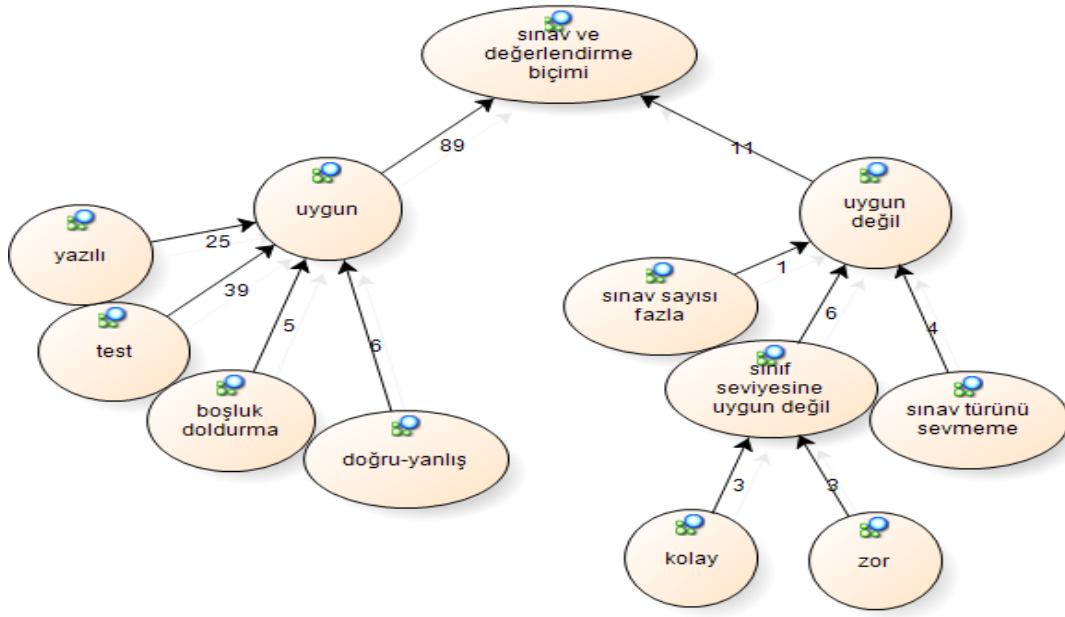 sınav ve
değerlendirme
biçimi
89
11
uygun
uygun
değil
yazılı
25
39
5
6
test
boşluk
doldurma
doğru-yanlış
sınav sayısı
fazla
1
6
4
sınıf
seviyesine
uygun değil
sınav türünü
sevmeme
3
3
kolay
zor